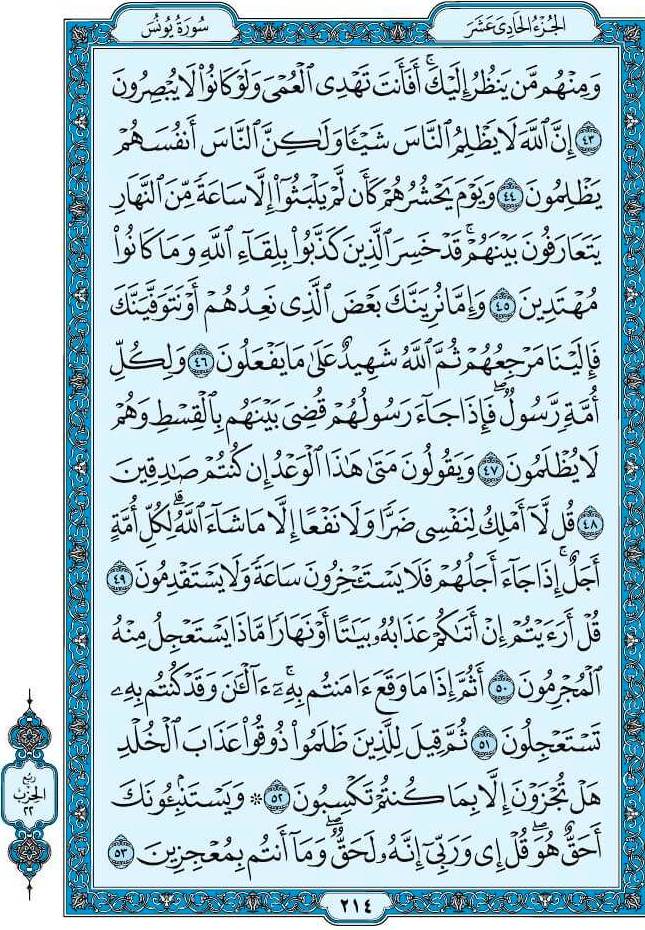 الجُزْءُ الحَادِي عَشَرَ
سُورَةُ يُونُسَ
وَمِنْهُم مَّن يَنظُرُ إِلَيْكَۚ أَفَأَنتَ تَهْدِي ٱلْعُمْيَ وَلَوْ كَانُوا۟ لَا يُبْصِرُونَ
٤٣ إِنَّ ٱللَّهَ لَا يَظْلِمُ ٱلنَّاسَ شَيْـًٔا وَلَٰكِنَّ ٱلنَّاسَ أَنفُسَهُمْ
يَظْلِمُونَ ٤٤ وَيَوْمَ يَحْشُرُهُمْ كَأَن لَّمْ يَلْبَثُوٓا۟ إِلَّا سَاعَةً مِّنَ ٱلنَّهَارِ
يَتَعَارَفُونَ بَيْنَهُمْۚ قَدْ خَسِرَ ٱلَّذِينَ كَذَّبُوا۟ بِلِقَآءِ ٱللَّهِ وَمَا كَانُوا۟
مُهْتَدِينَ ٤٥ وَإِمَّا نُرِيَنَّكَ بَعْضَ ٱلَّذِي نَعِدُهُمْ أَوْ نَتَوَفَّيَنَّكَ
فَإِلَيْنَا مَرْجِعُهُمْ ثُمَّ ٱللَّهُ شَهِيدٌ عَلَىٰ مَا يَفْعَلُونَ ٤٦ وَلِكُلِّ
أُمَّةٍ رَّسُولٌۖ فَإِذَا جَآءَ رَسُولُهُمْ قُضِيَ بَيْنَهُم بِٱلْقِسْطِ وَهُمْ
لَا يُظْلَمُونَ ٤٧ وَيَقُولُونَ مَتَىٰ هَٰذَا ٱلْوَعْدُ إِن كُنتُمْ صَٰدِقِينَ
٤٨ قُل لَّآ أَمْلِكُ لِنَفْسِي ضَرًّا وَلَا نَفْعًا إِلَّا مَا شَآءَ ٱللَّهُۗ لِكُلِّ أُمَّةٍ
أَجَلٌۚ إِذَا جَآءَ أَجَلُهُمْ فَلَا يَسْتَـْٔخِرُونَ سَاعَةً وَلَا يَسْتَقْدِمُونَ ٤٩
قُلْ أَرَءَيْتُمْ إِنْ أَتَىٰكُمْ عَذَابُهُۥ بَيَٰتًا أَوْ نَهَارًا مَّاذَا يَسْتَعْجِلُ مِنْهُ
ٱلْمُجْرِمُونَ ٥٠ أَثُمَّ إِذَا مَا وَقَعَ ءَامَنتُم بِهِۦٓۚ ءَآلْـَٰٔنَ وَقَدْ كُنتُم بِهِۦ
تَسْتَعْجِلُونَ ٥١ ثُمَّ قِيلَ لِلَّذِينَ ظَلَمُوا۟ ذُوقُوا۟ عَذَابَ ٱلْخُلْدِ
هَلْ تُجْزَوْنَ إِلَّا بِمَا كُنتُمْ تَكْسِبُونَ ٥٢ ۞ وَيَسْتَنۢبِـُٔونَكَ
أَحَقٌّ هُوَۖ قُلْ إِي وَرَبِّيٓ إِنَّهُۥ لَحَقٌّۖ وَمَآ أَنتُم بِمُعْجِزِينَ ٥٣
ربع
الحزب
٢٢
٢١٤